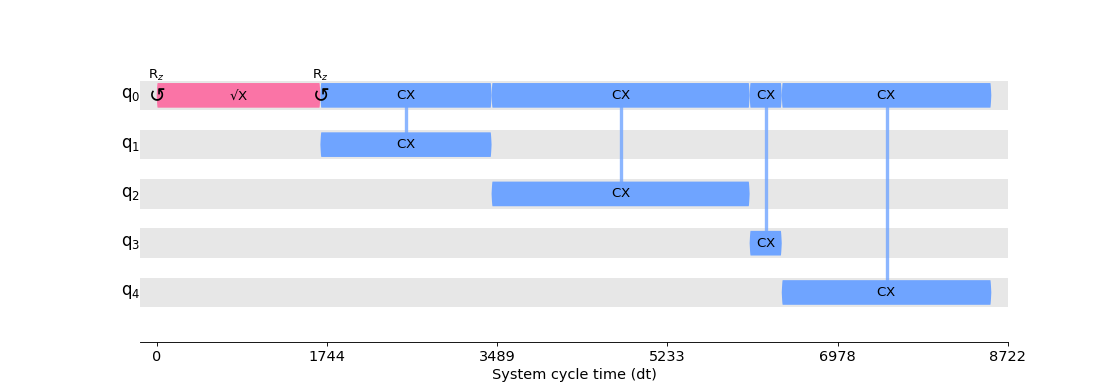 R_z R_z
q_0 ↺ √X ↺ CX CX CX CX
q_1 CX
q_2 CX
q_3 CX
q_4 CX
0 1744 3489 5233 6978 8722
System cycle time (dt)